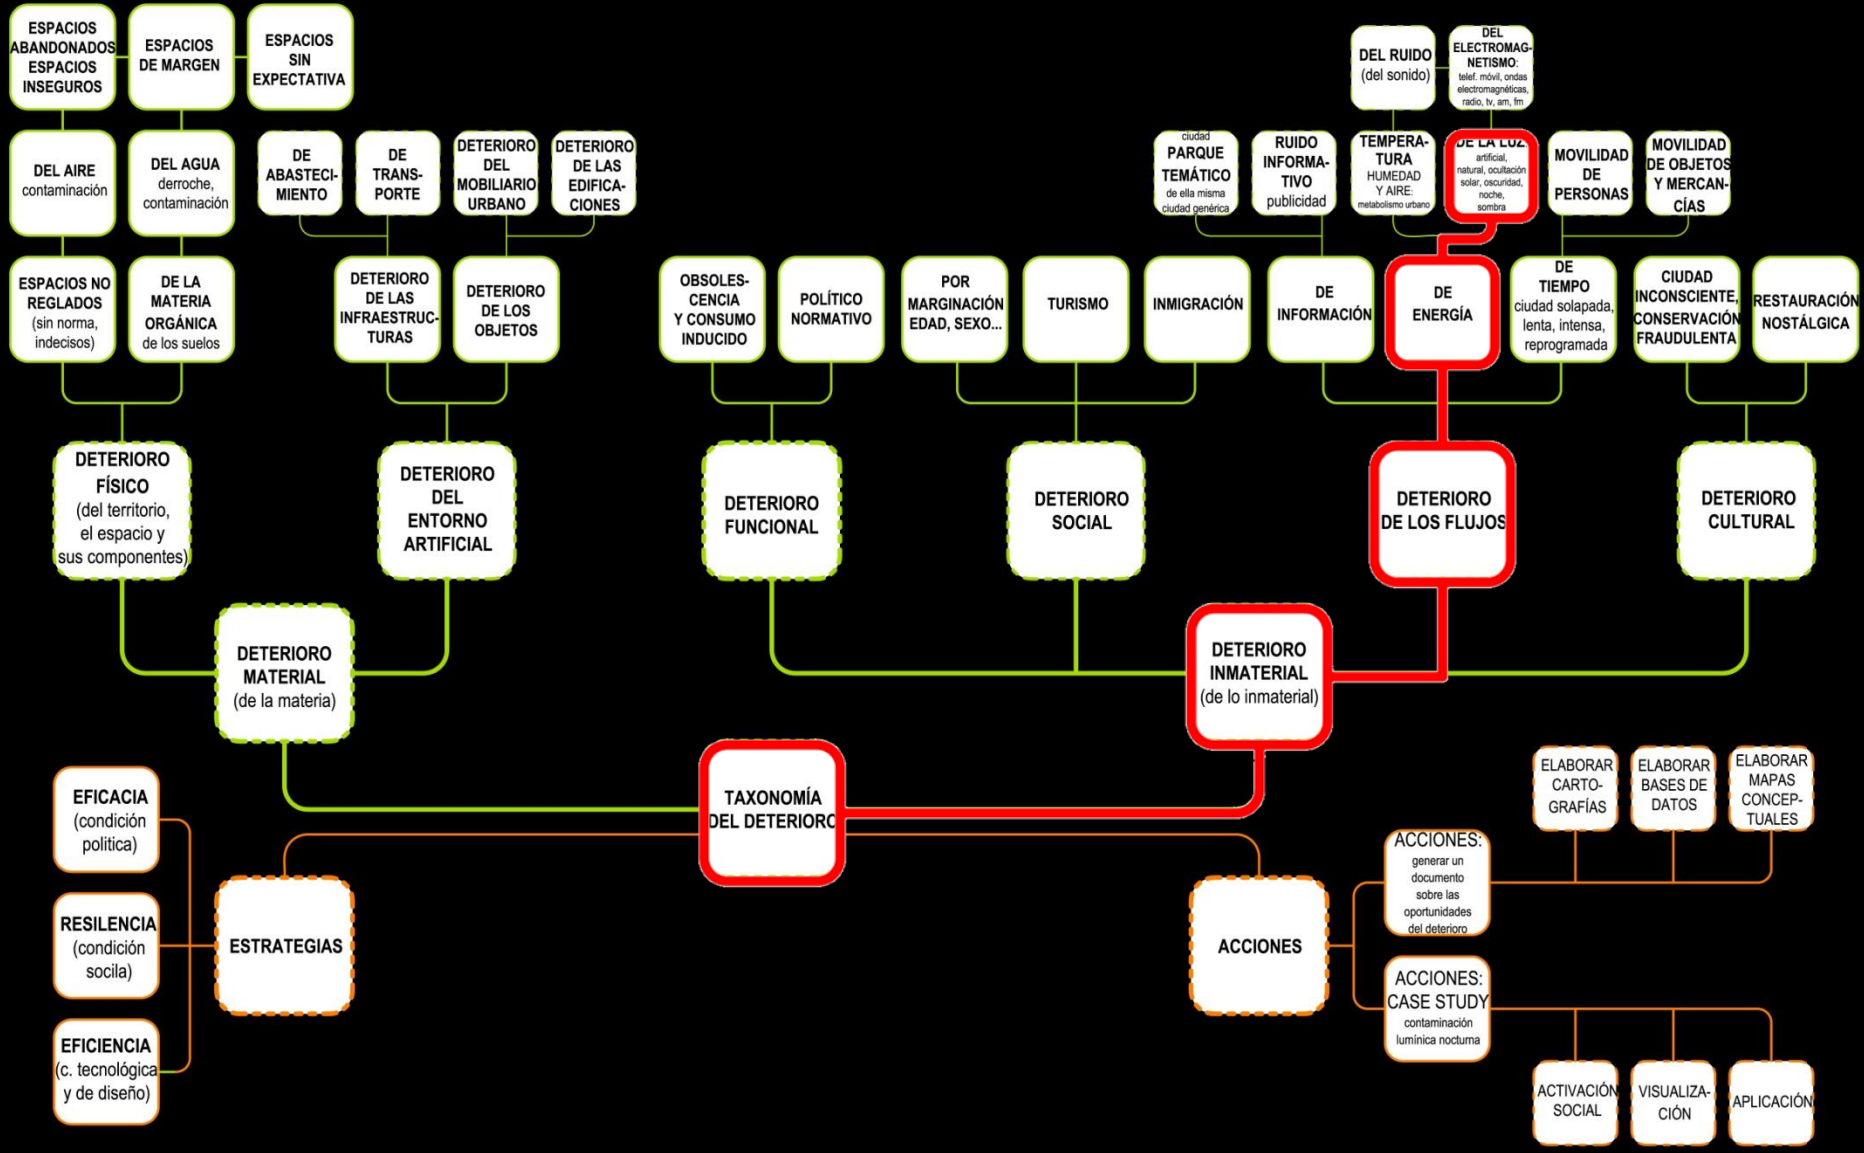 ESPACIOS
ABANDONADOS
ESPACIOS
INSEGUROS
ESPACIOS
DE MARGEN
ESPACIOS
SIN
EXPECTATIVA
DEL RUIDO
(del sonido)
DEL
ELECTROMAG-
NETISMO:
telef. móvil, ondas
electromagnéticas,
radio, tv, am, fm
DEL AIRE
contaminación
DEL AGUA
derroche,
contaminación
DE
ABASTECI-
MIENTO
DE
TRANS-
PORTE
DETERIORO
DEL
MOBILIARIO
URBANO
DETERIORO
DE LAS
EDIFICA-
CIONES
ciudad
PARQUE
TEMÁTICO
de ella misma
ciudad genérica
RUIDO
INFORMA-
TIVO
publicidad
TEMPERA-
TURA
HUMEDAD
Y AIRE:
metabolismo urbano
DE LA LUZ:
artificial,
natural, ocultación
solar, oscuridad,
noche,
sombra
MOVILIDAD
DE
PERSONAS
MOVILIDAD
DE OBJETOS
Y MERCAN-
CÍAS
ESPACIOS NO
REGLADOS
(sin norma,
indecisos)
DE LA
MATERIA
ORGÁNICA
de los suelos
DETERIORO
DE LAS
INFRAESTRUC-
TURAS
DETERIORO
DE LOS
OBJETOS
OBSOLES-
CENCIA
Y CONSUMO
INDUCIDO
POLÍTICO
NORMATIVO
POR
MARGINACIÓN
EDAD, SEXO...
TURISMO
INMIGRACIÓN
DE
INFORMACIÓN
DE
ENERGÍA
DE
TIEMPO
ciudad solapada,
lenta, intensa,
reprogramada
CIUDAD
INCONSCIENTE,
CONSERVACIÓN
FRAUDULENTA
RESTAURACIÓN
NOSTÁLGICA
DETERIORO
FÍSICO
(del territorio,
el espacio y
sus componentes)
DETERIORO
DEL
ENTORNO
ARTIFICIAL
DETERIORO
FUNCIONAL
DETERIORO
SOCIAL
DETERIORO
DE LOS FLUJOS
DETERIORO
CULTURAL
DETERIORO
MATERIAL
(de la materia)
DETERIORO
INMATERIAL
(de lo inmaterial)
TAXONOMÍA
DEL DETERIORO
EFICACIA
(condición
politica)
RESILENCIA
(condición
socila)
EFICIENCIA
(c. tecnológica
y de diseño)
ESTRATEGIAS
ACCIONES
ACCIONES:
generar un
documento
sobre las
oportunidades
del deterioro
ELABORAR
CARTO-
GRAFÍAS
ELABORAR
BASES DE
DATOS
ELABORAR
MAPAS
CONCEP-
TUALES
ACCIONES:
CASE STUDY
contaminación
lumínica nocturna
ACTIVACIÓN
SOCIAL
VISUALIZA-
CIÓN
APLICACIÓN